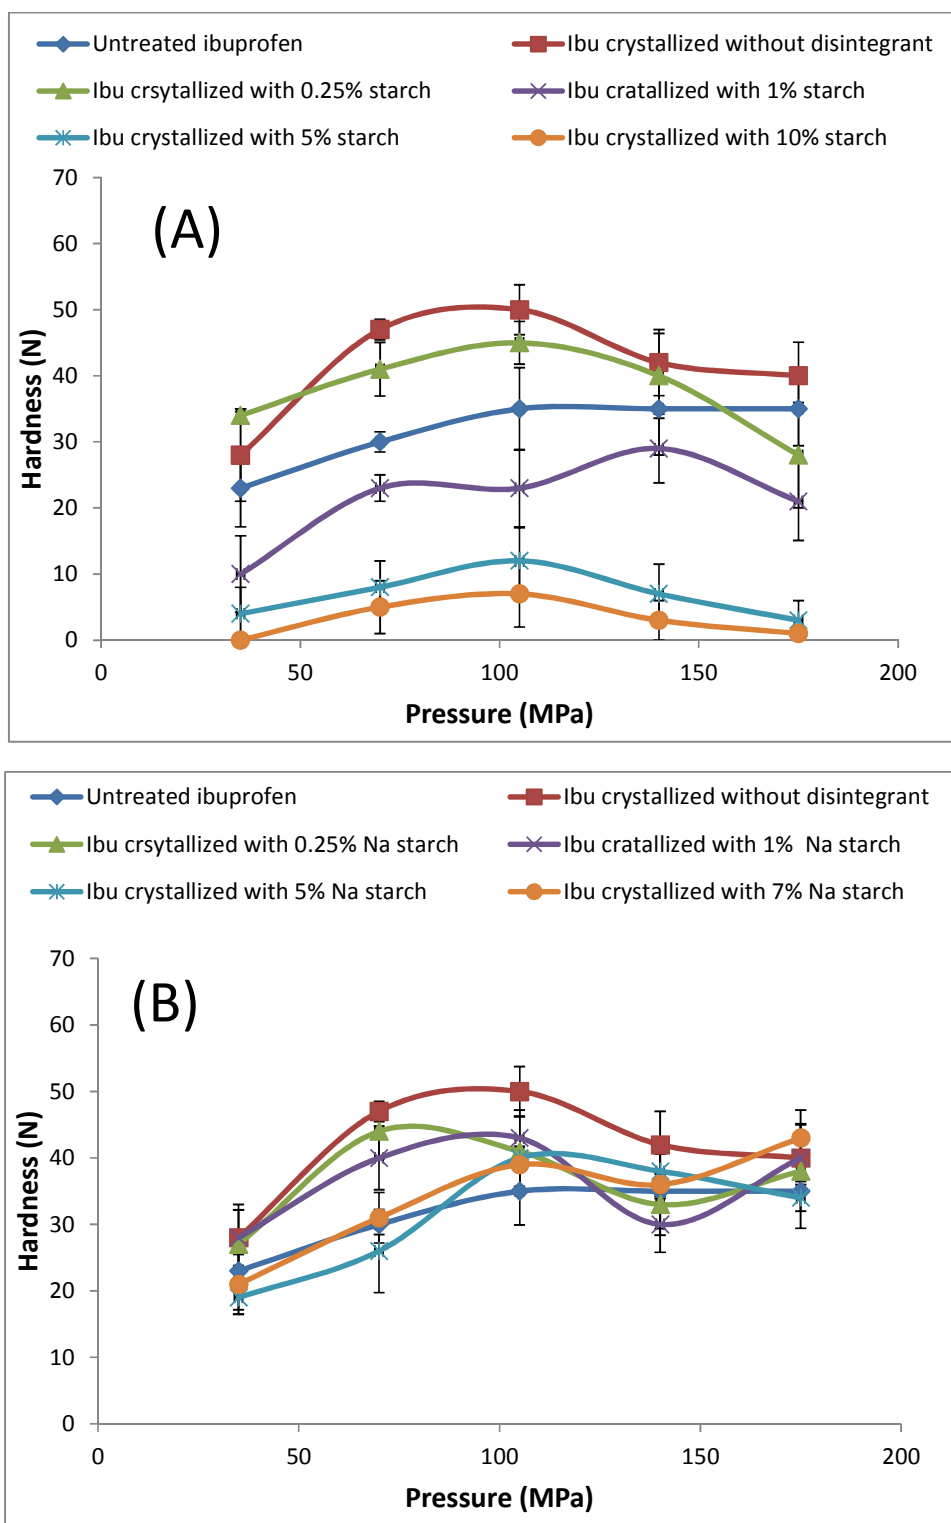 Untreated ibuprofen
Ibu crystallized without disintegrant
Ibu crsytallized with 0.25% starch
Ibu cratallized with 1% starch
Ibu crystallized with 5% starch
Ibu crystallized with 10% starch
(A)
70
60
50
40
30
20
10
0
Hardness (N)
0 50 100 150 200
Pressure (MPa)
Untreated ibuprofen
Ibu crystallized without disintegrant
Ibu crsytallized with 0.25% Na starch
Ibu cratallized with 1% Na starch
Ibu crystallized with 5% Na starch
Ibu crystallized with 7% Na starch
(B)
70
60
50
40
30
20
10
0
Hardness (N)
0 50 100 150 200
Pressure (MPa)